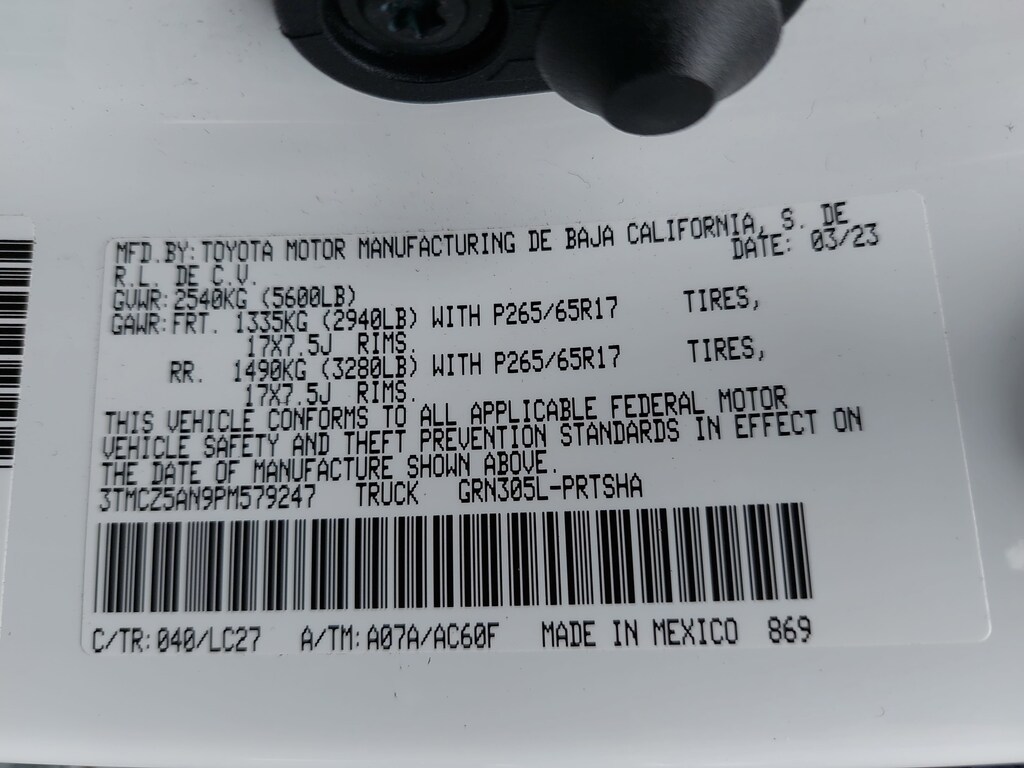 MFD.BY: TOYOTA MOTOR MANUFACTURING DE BAJA CALIFORNIA, S. DE
R.L. DE C.V. DATE: 03/23
GVWR: 2540KG (5600LB)
GAWR: FRT. 1335KG (2940LB) WITH P265/65R17 TIRES,
17X7.5J RIMS.
RR. 1490KG (3280LB) WITH P265/65R17 TIRES,
17X7.5J RIMS.
THIS VEHICLE CONFORMS TO ALL APPLICABLE FEDERAL MOTOR
VEHICLE SAFETY AND THEFT PREVENTION STANDARDS IN EFFECT ON
THE DATE OF MANUFACTURE SHOWN ABOVE.
3TMCZ5AN9PM579247 TRUCK GRN305L-PRTSHA
C/TR: 040/LC27 A/TM: A07A/AC60F MADE IN MEXICO 869